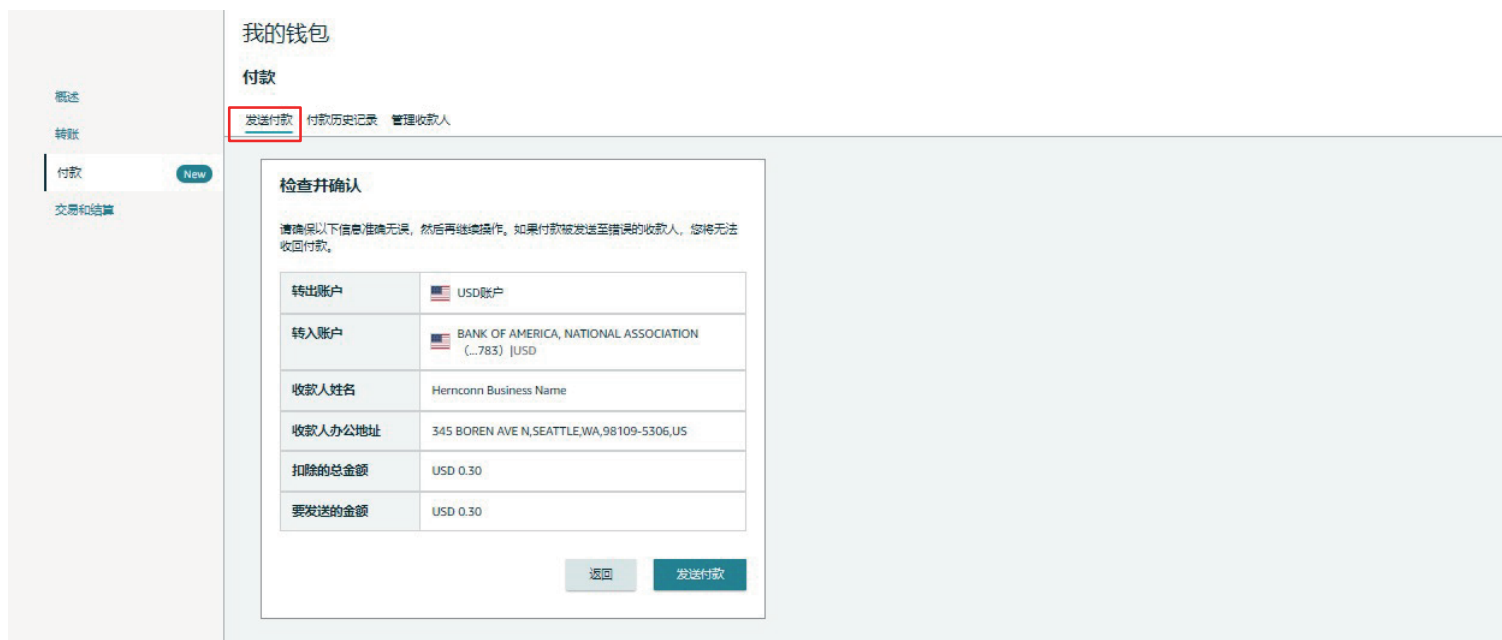 我的钱包
付款
概述
转账
付款
New
交易和结算
发送付款 付款历史记录 管理收款人
检查并确认
请确保以下信息准确无误，然后再继续操作。如果付款被发送至错误的收款人，您将无法
收回付款。
转出账户 USD账户
转入账户 BANK OF AMERICA, NATIONAL ASSOCIATION
（...783）|USD
收款人姓名 Hernconn Business Name
收款人办公地址 345 BOREN AVE N,SEATTLE,WA,98109-5306,US
扣除的总金额 USD 0.30
要发送的金额 USD 0.30
返回 发送付款